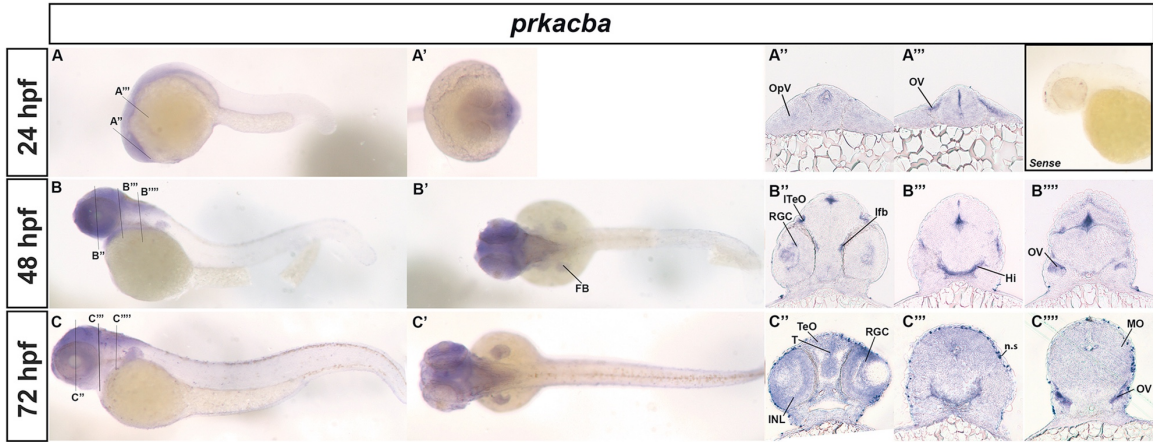 prkacba
24 hpf
A
A'''
A''
A'
A''
OpV
A'''
OV
Sense
48 hpf
B
B'''
B''''
B''
B'
FB
B''
lTeO
RGC
lfb
B'''
Hi
B''''
OV
72 hpf
C
C'''
C''''
C''
C'
C''
TeO
T
RGC
INL
C'''
n.s
C''''
MO
OV